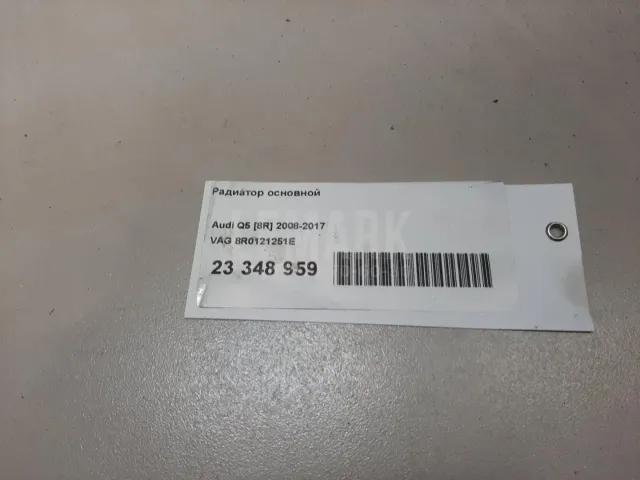 Радиатор основной
Audi Q5 [8R] 2008-2017
VAG 8R0121251E
23 348 959